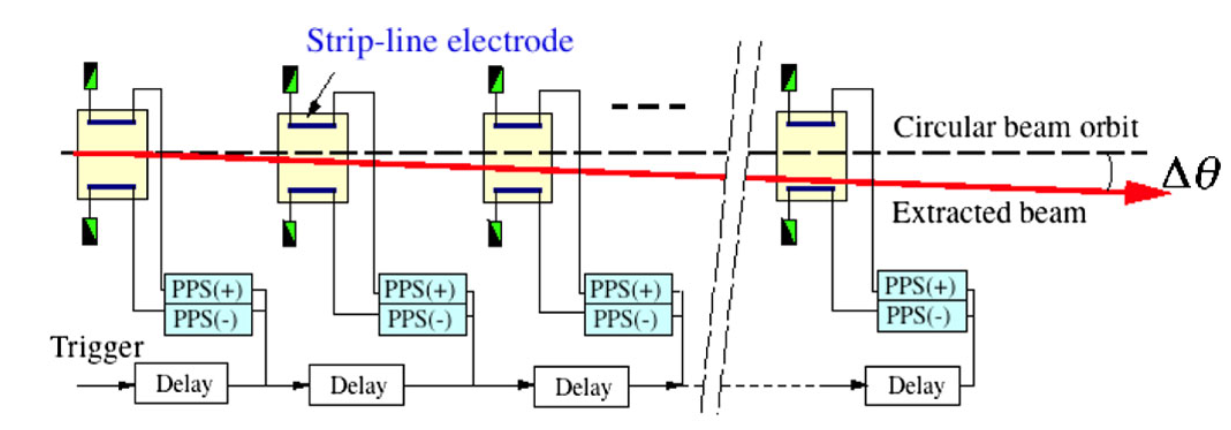 Strip-line electrode
Circular beam orbit
Δθ
Extracted beam
PPS(+)
PPS(-)
PPS(+)
PPS(-)
PPS(+)
PPS(-)
PPS(+)
PPS(-)
Trigger
Delay
Delay
Delay
Delay